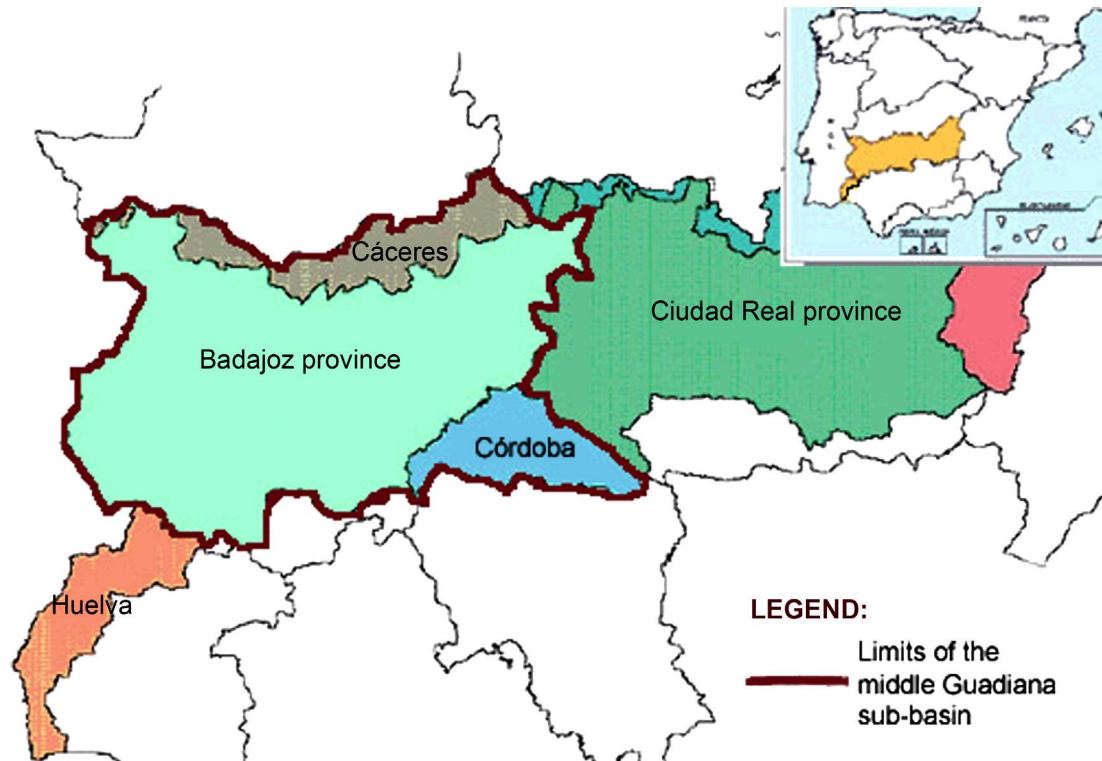 Cáceres
Ciudad Real province
Badajoz province
Córdoba
Huelva
LEGEND:
Limits of the
middle Guadiana
sub-basin